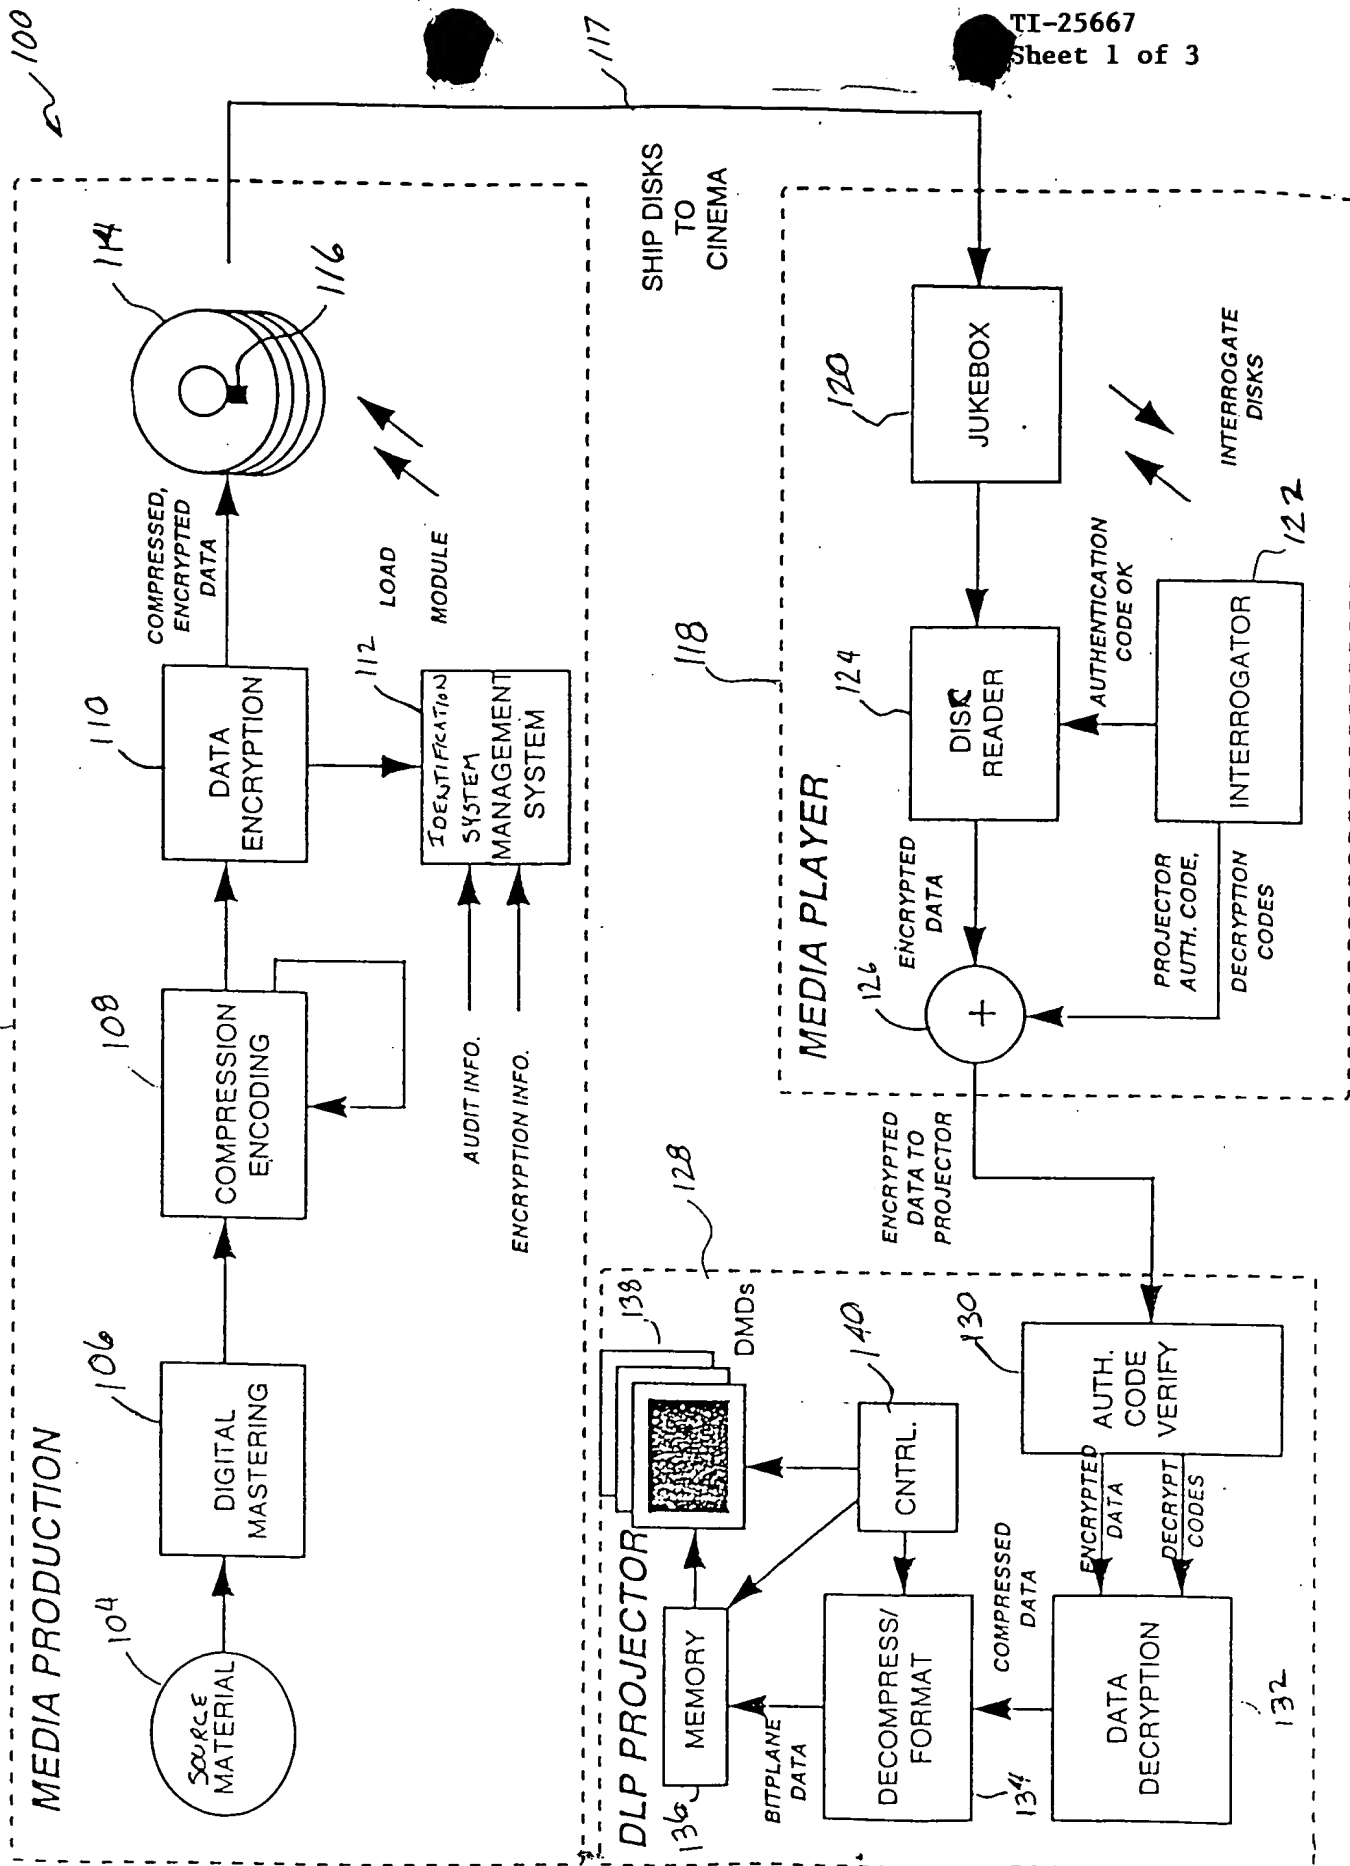 TI-25667
Sheet 1 of 3
100
MEDIA PRODUCTION
104
SOURCE
MATERIAL
106
DIGITAL
MASTERING
108
COMPRESSION
ENCODING
110
DATA
ENCRYPTION
COMPRESSED,
ENCRYPTED
DATA
114
116
112
IDENTIFICATION
SYSTEM
MANAGEMENT
SYSTEM
LOAD
MODULE
AUDIT INFO.
ENCRYPTION INFO.
117
SHIP DISKS
TO
CINEMA
118
MEDIA PLAYER
120
JUKEBOX
INTERROGATE
DISKS
124
DISK
READER
AUTHENTICATION
CODE OK
122
INTERROGATOR
ENCRYPTED
DATA
126
+
PROJECTOR
AUTH. CODE,
DECRYPTION
CODES
ENCRYPTED
DATA TO
PROJECTOR
128
DLP PROJECTOR
138
DMDs
140
CNTRL.
130
AUTH.
CODE
VERIFY
ENCRYPTED
DATA
DECRYPT
CODES
COMPRESSED
DATA
136
MEMORY
BITPLANE
DATA
DECOMPRESS/
FORMAT
134
DATA
DECRYPTION
132